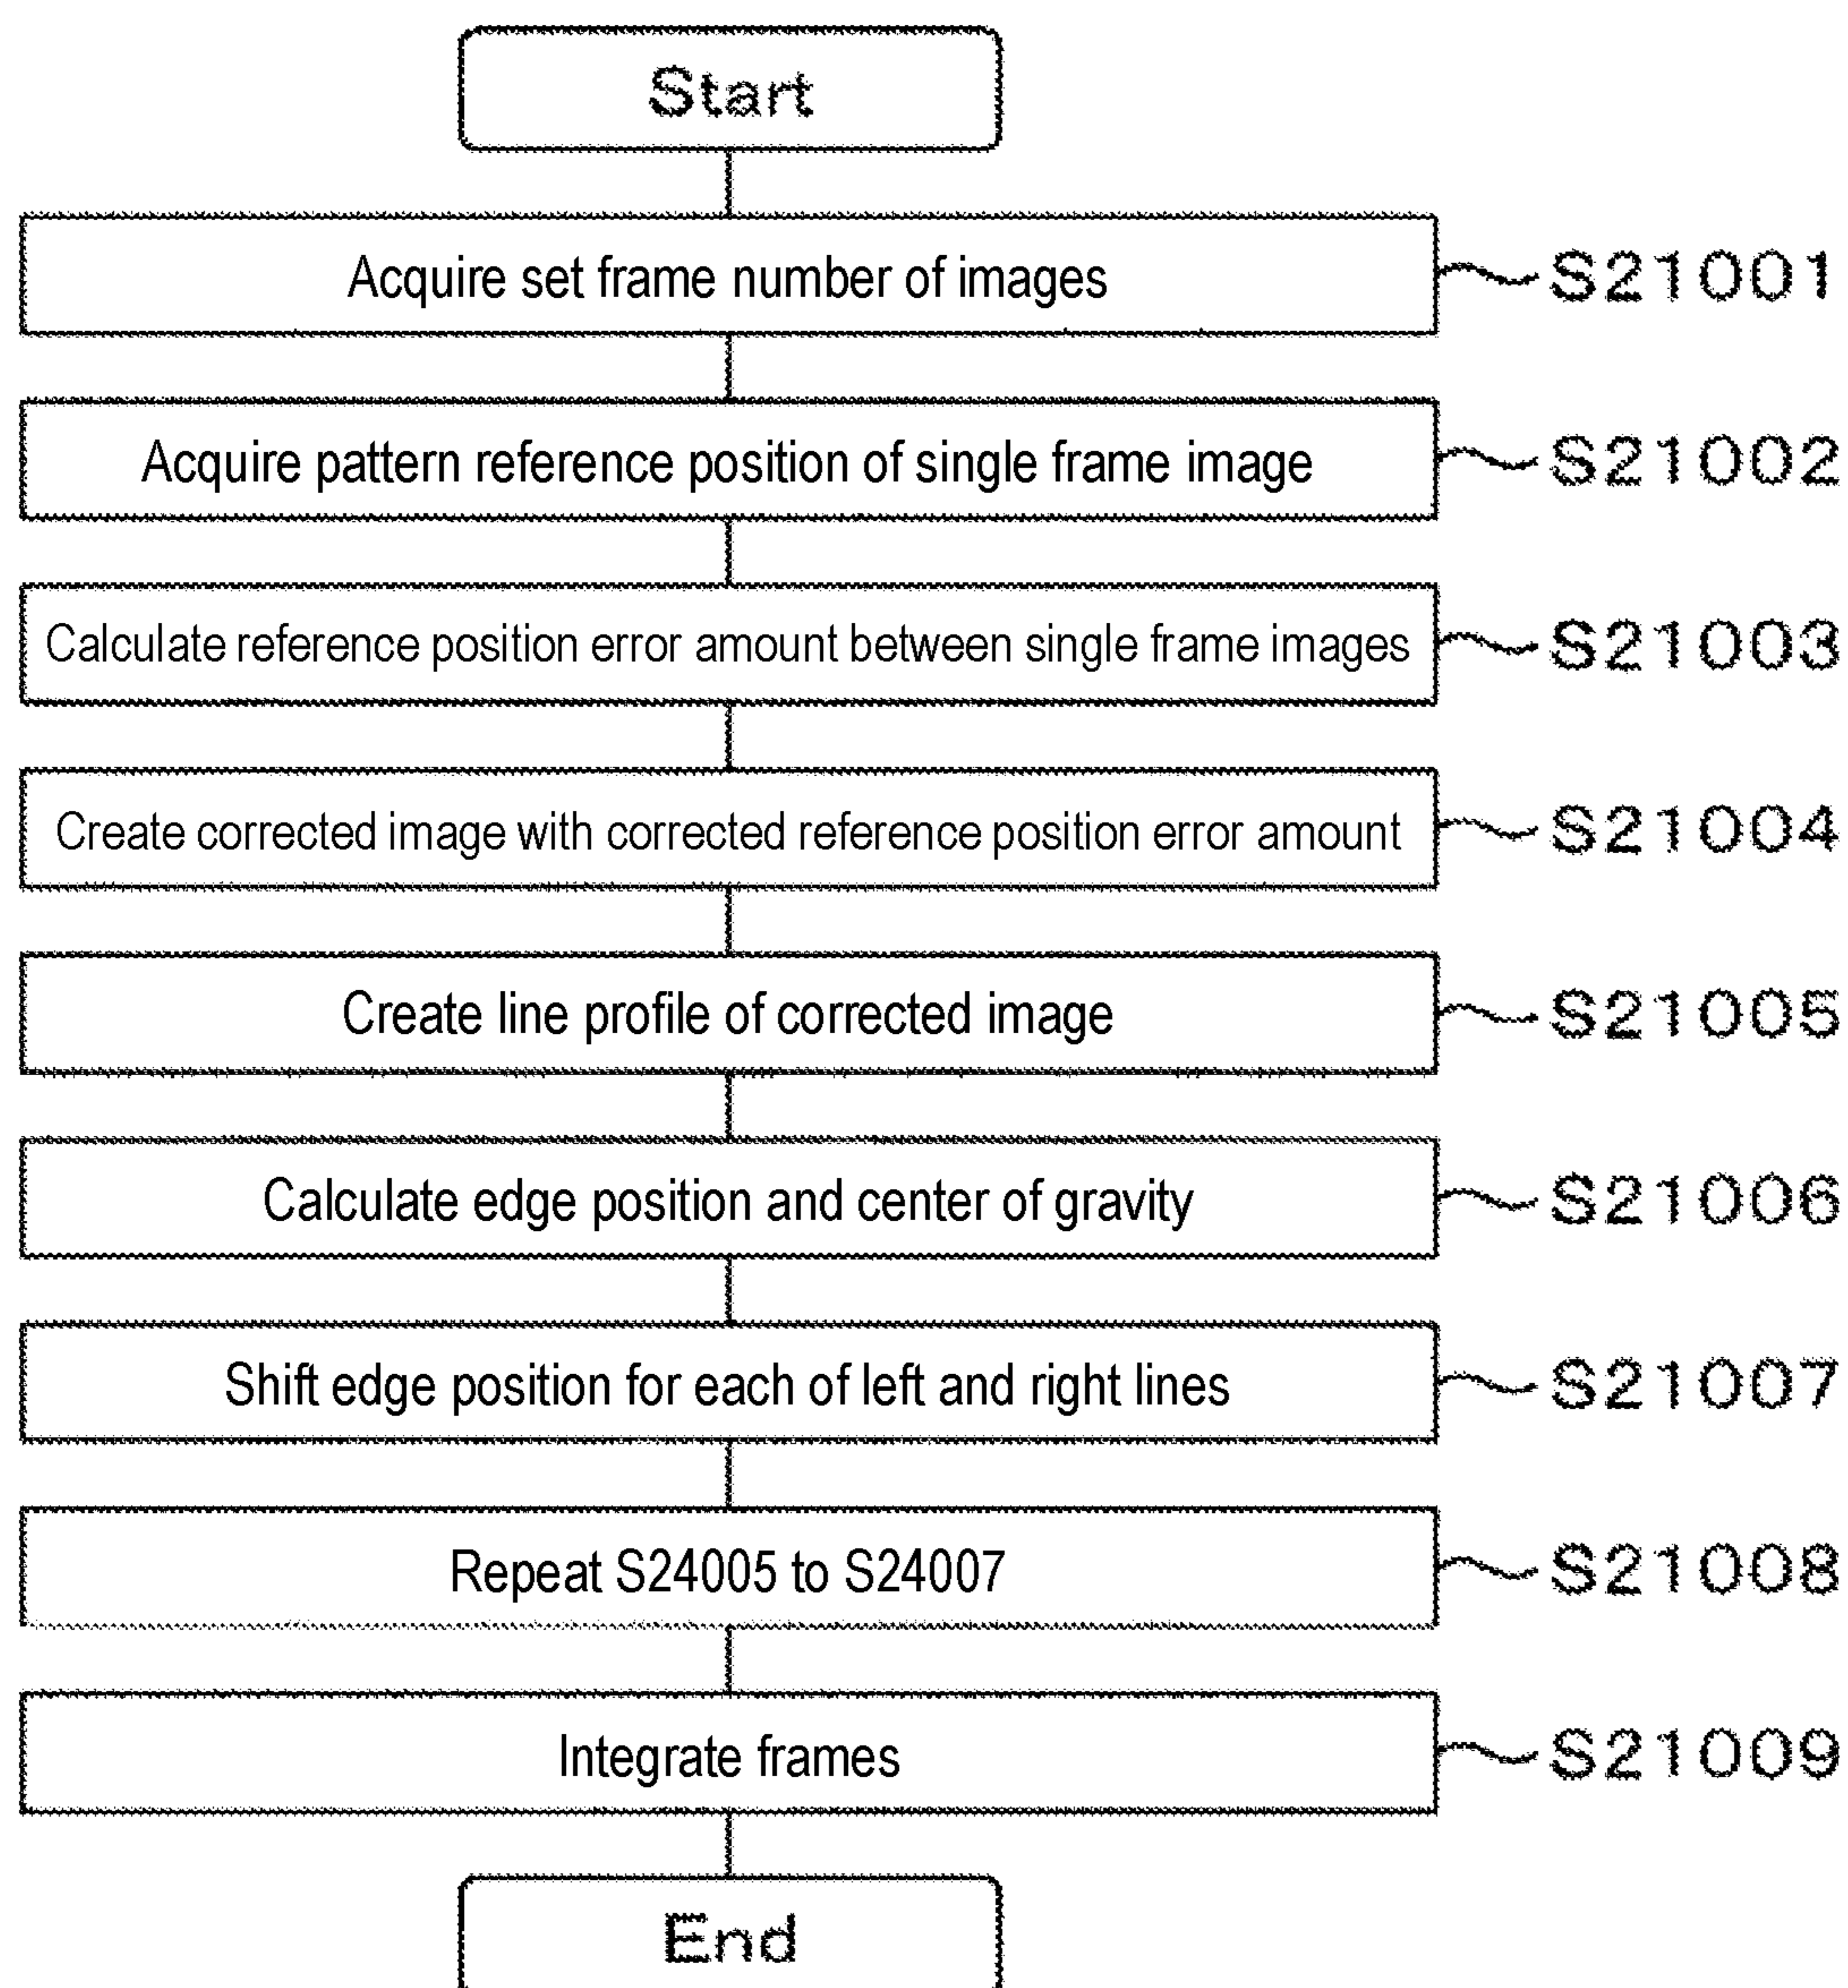 Start
Acquire set frame number of images S21001
Acquire pattern reference position of single frame image S21002
Calculate reference position error amount between single frame images S21003
Create corrected image with corrected reference position error amount S21004
Create line profile of corrected image S21005
Calculate edge position and center of gravity S21006
Shift edge position for each of left and right lines S21007
Repeat S24005 to S24007 S21008
Integrate frames S21009
End